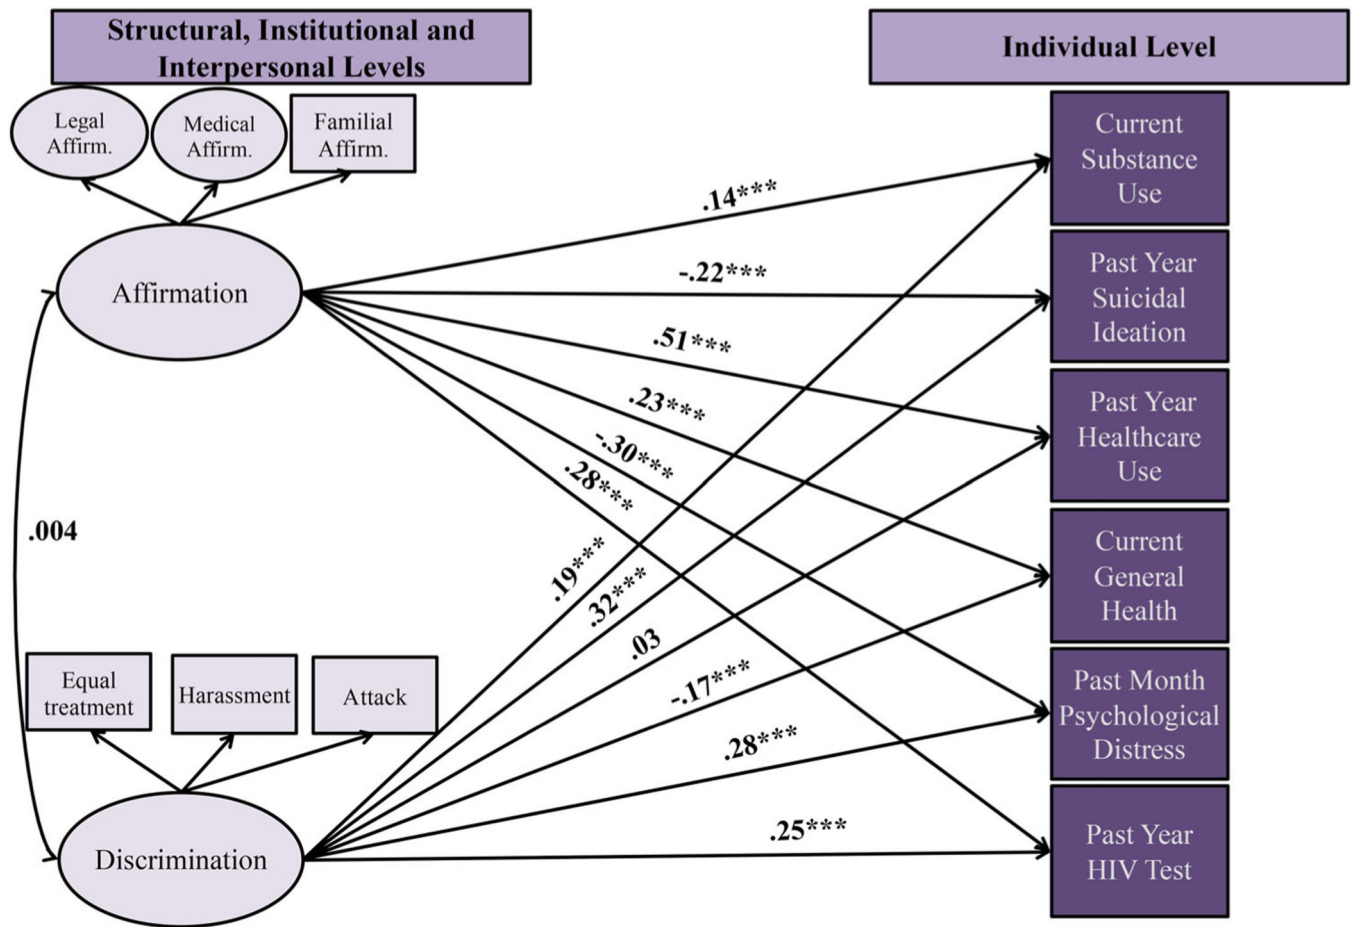 Structural, Institutional and
Interpersonal Levels
Individual Level
Legal
Affirm.
Medical
Affirm.
Familial
Affirm.
Affirmation
.004
Equal
treatment
Harassment
Attack
Discrimination
.14***
-.22***
.51***
.23***
-.30***
.28***
.19***
.32***
.03
-.17***
.28***
.25***
Current
Substance
Use
Past Year
Suicidal
Ideation
Past Year
Healthcare
Use
Current
General
Health
Past Month
Psychological
Distress
Past Year
HIV Test